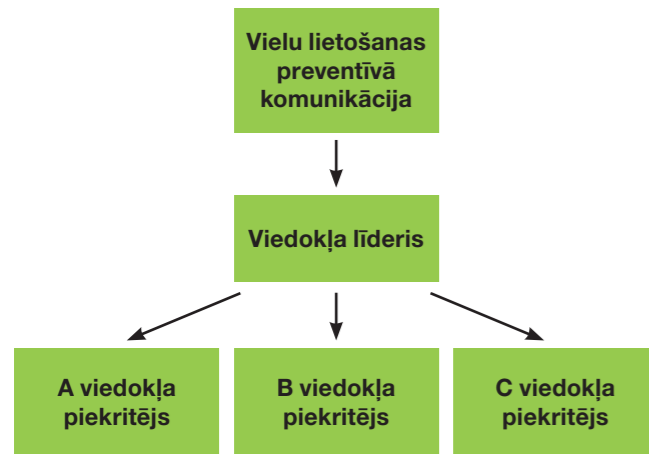 Vielu lietošanas
preventīvā
komunikācija
Viedokļa līderis
A viedokļa
piekritējs
B viedokļa
piekritējs
C viedokļa
piekritējs